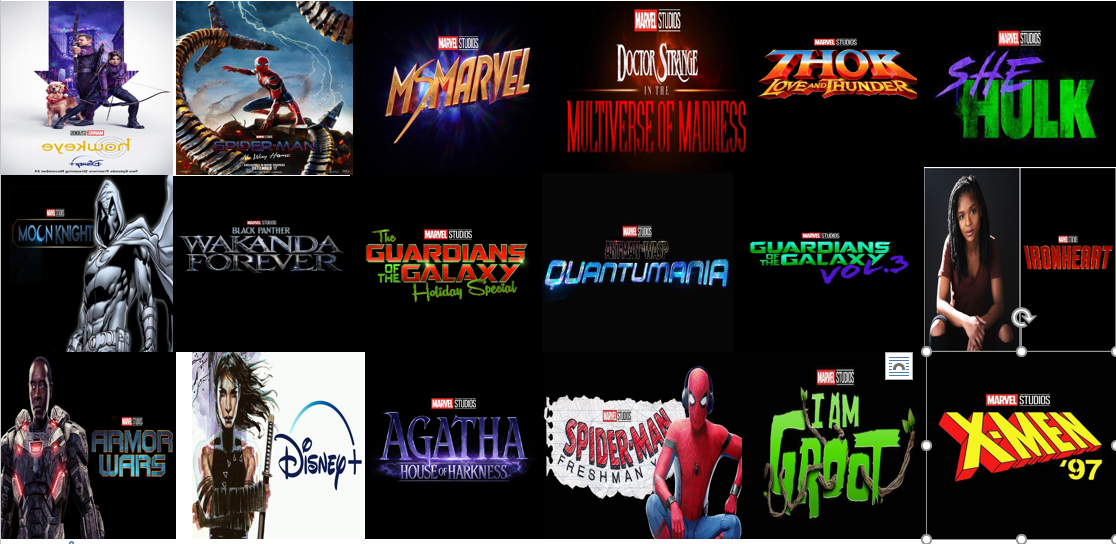 MARVEL STUDIOS
hawkeye
Disney+
Two-Episode Premiere Streaming November 24
MARVEL STUDIOS
SPIDER-MAN
No Way Home
DECEMBER 17
MARVEL STUDIOS
MS MARVEL
MARVEL STUDIOS
DOCTOR STRANGE
IN THE
MULTIVERSE OF MADNESS
MARVEL STUDIOS
THOR
LOVE AND THUNDER
MARVEL STUDIOS
SHE
HULK
MARVEL STUDIOS
MOON KNIGHT
MARVEL STUDIOS
BLACK PANTHER
WAKANDA
FOREVER
MARVEL STUDIOS
The
GUARDIANS
OF THE GALAXY
Holiday Special
MARVEL STUDIOS
ANT-MAN AND THE WASP
QUANTUMANIA
MARVEL STUDIOS
GUARDIANS
OF THE GALAXY
VOL.3
MARVEL STUDIOS
IRONHEART
MARVEL STUDIOS
ARMOR
WARS
Disney+
MARVEL STUDIOS
AGATHA
HOUSE OF HARKNESS
MARVEL STUDIOS
SPIDER-MAN
FRESHMAN
MARVEL STUDIOS
I AM
GROOT
MARVEL STUDIOS
X-MEN
'97